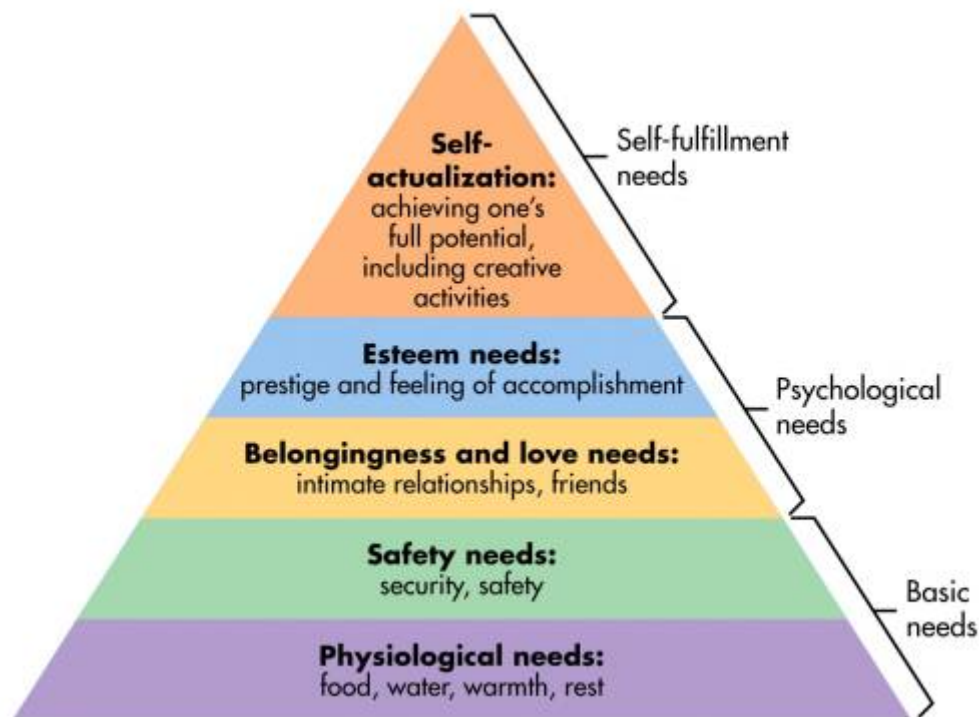 Self-
actualization:
achieving one's
full potential,
including creative
activities
Self-fulfillment
needs
Esteem needs:
prestige and feeling of accomplishment
Psychological
needs
Belongingness and love needs:
intimate relationships, friends
Safety needs:
security, safety
Basic
needs
Physiological needs:
food, water, warmth, rest